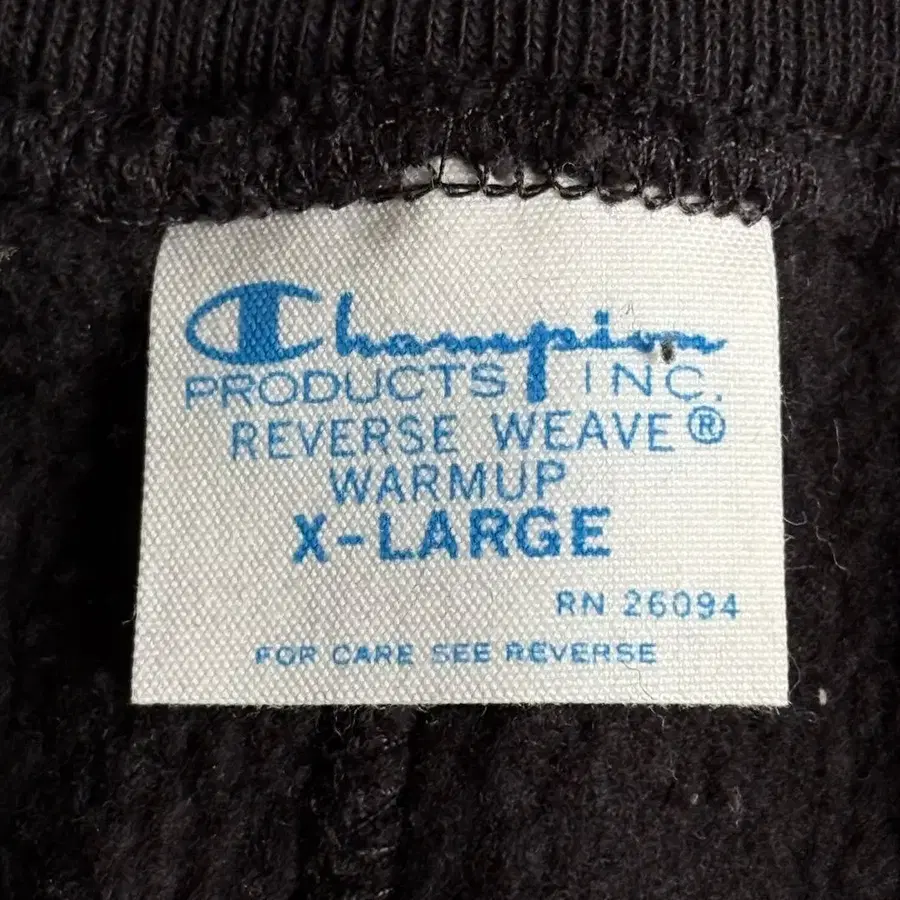 Champion
PRODUCTS INC.
REVERSE WEAVE®
WARMUP
X-LARGE
RN 26094
FOR CARE SEE REVERSE